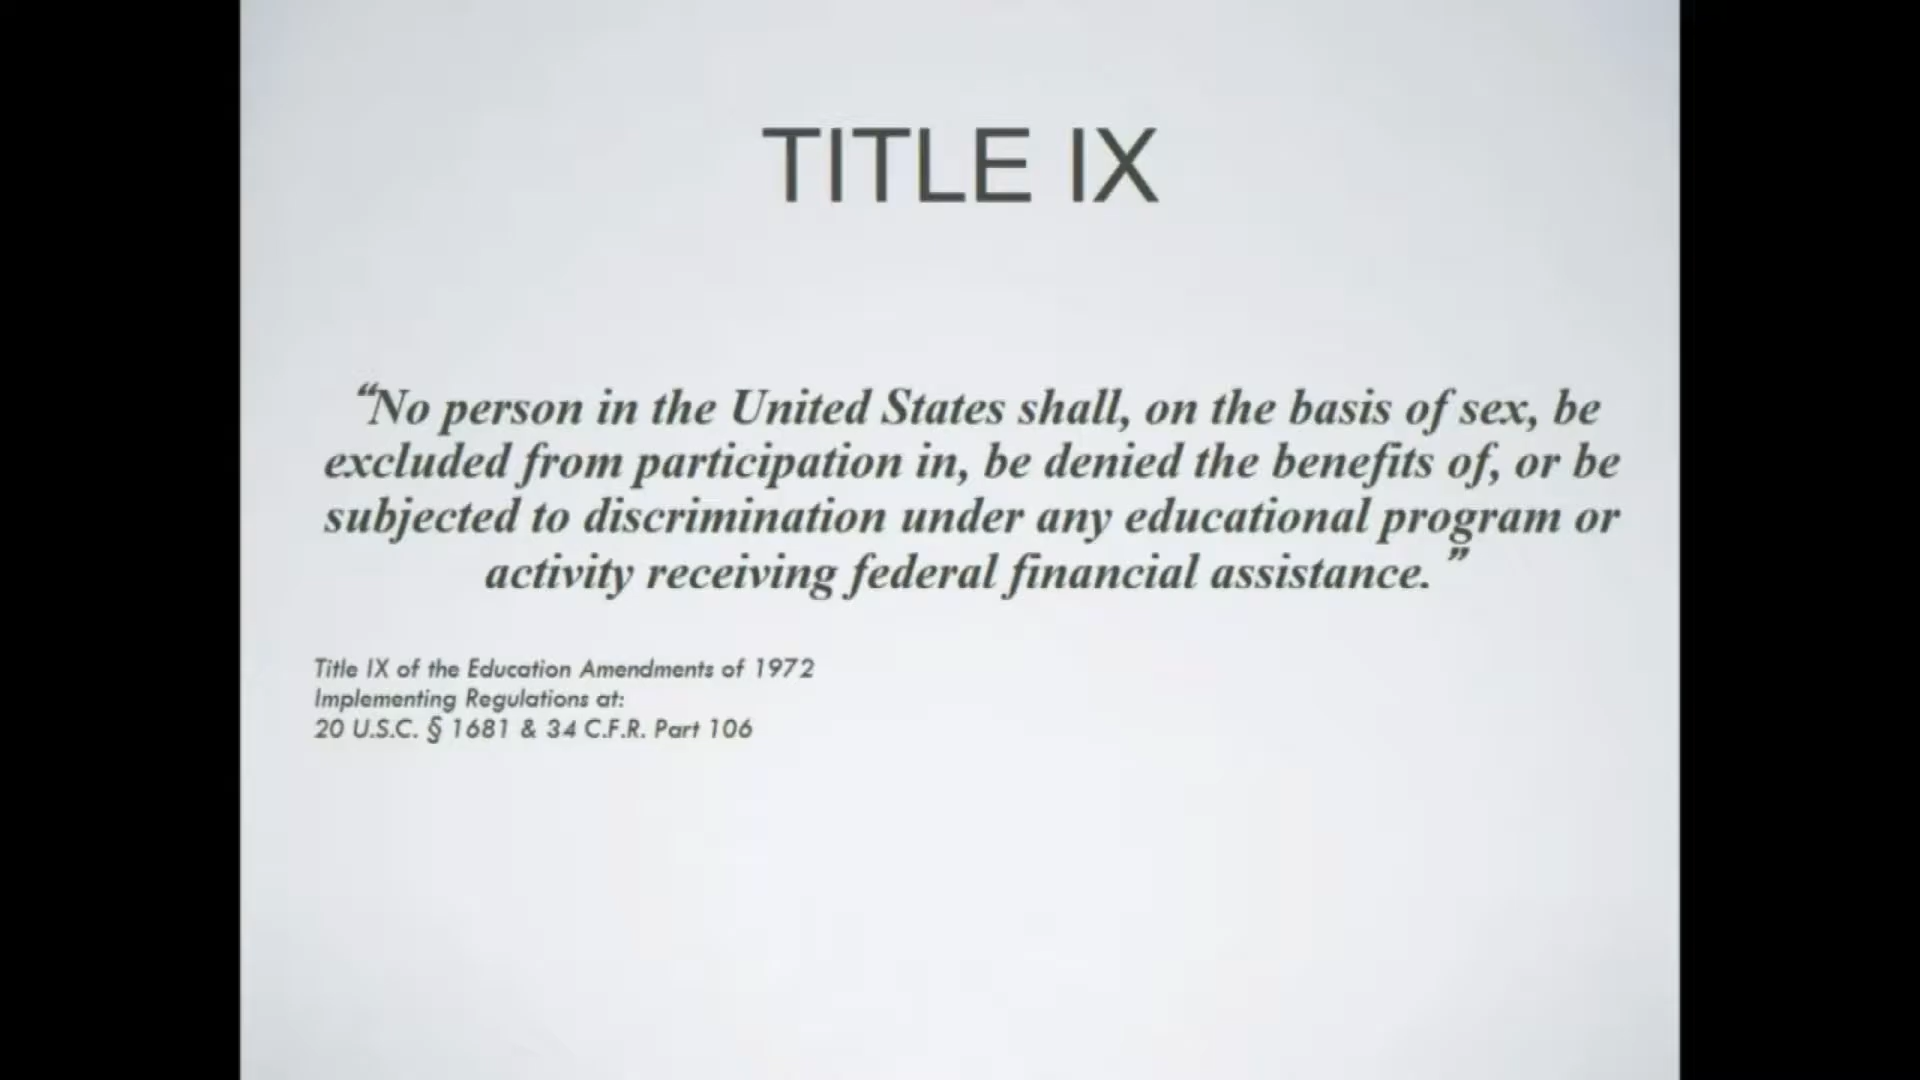 TITLE IX
“No person in the United States shall, on the basis of sex, be
excluded from participation in, be denied the benefits of, or be
subjected to discrimination under any educational program or
activity receiving federal financial assistance. ”
Title IX of the Education Amendments of 1972
Implementing Regulations at:
20 U.S.C. § 1681 & 34 C.F.R. Part 106